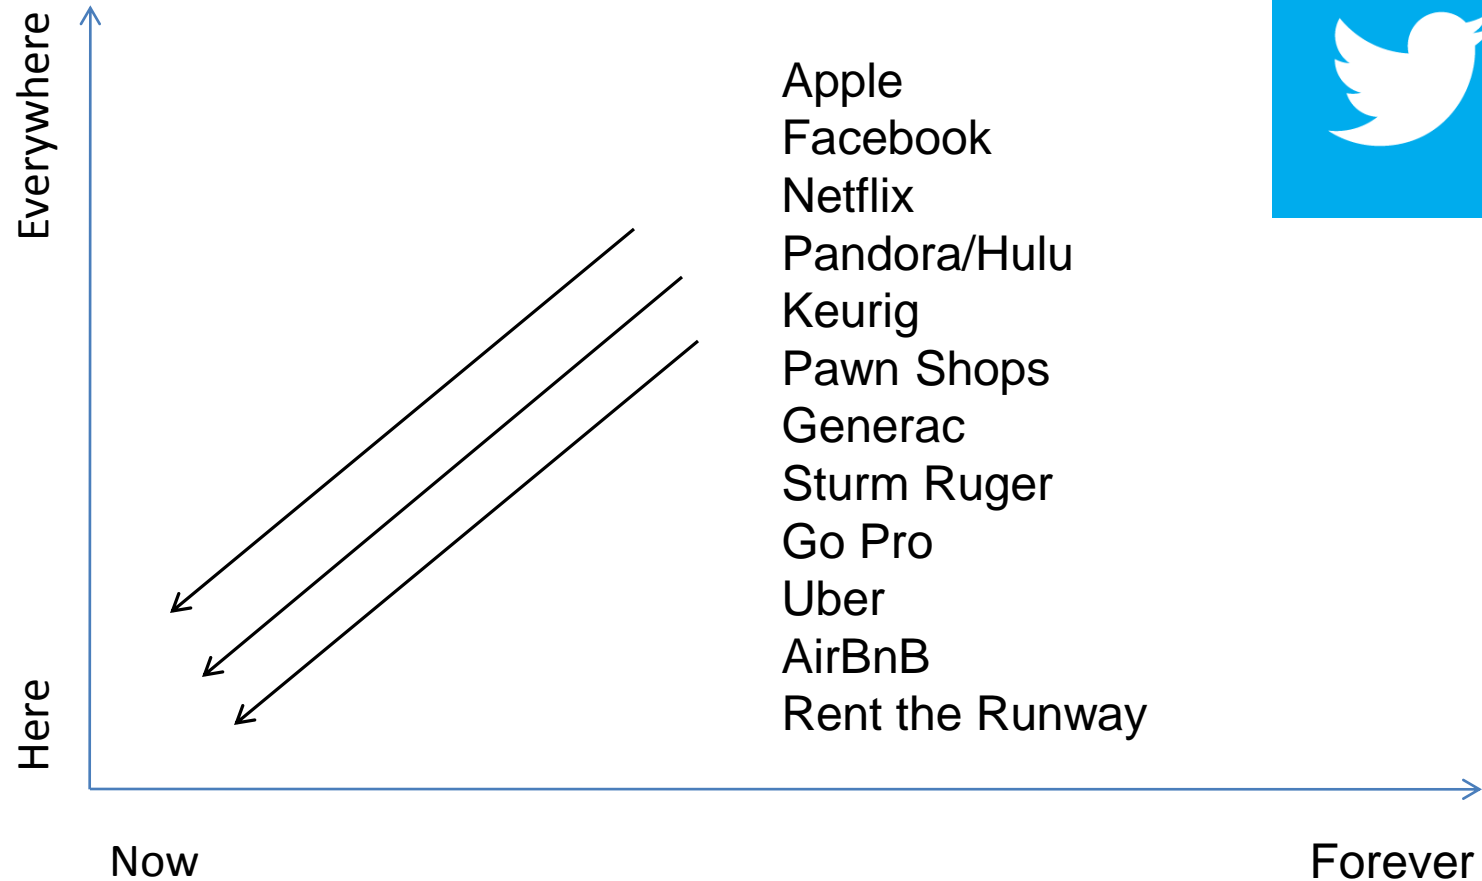 Everywhere
Apple
Facebook
Netflix
Pandora/Hulu
Keurig
Pawn Shops
Generac
Sturm Ruger
Go Pro
Uber
AirBnB
Rent the Runway
Here
Now
Forever